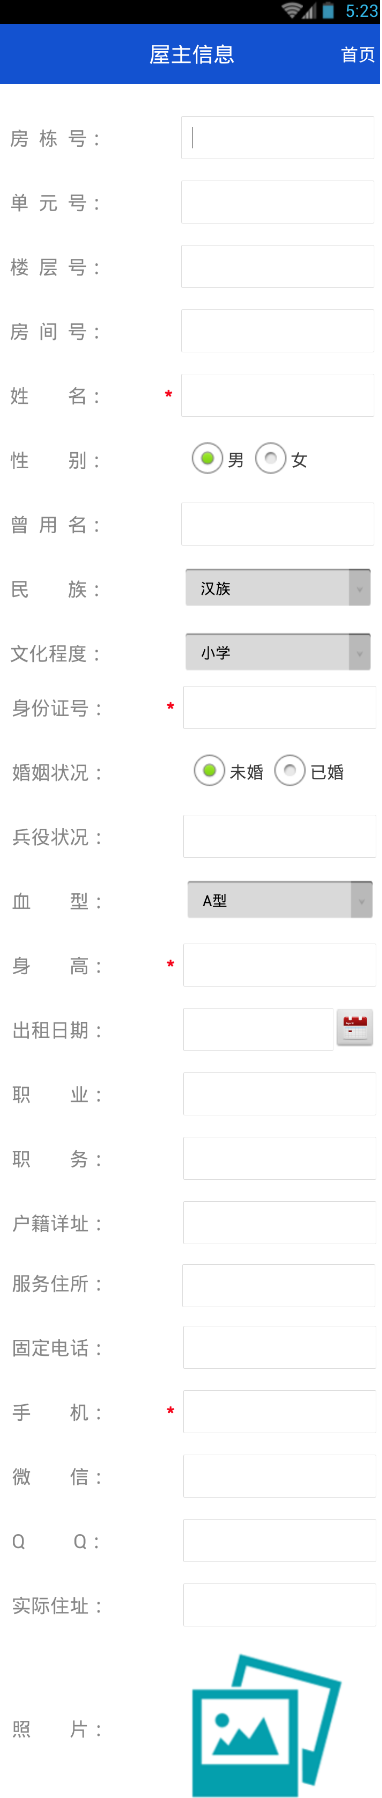 5:23
屋主信息 首页
房 栋 号：
单 元 号：
楼 层 号：
房 间 号：
姓 名： *
性 别： 男 女
曾 用 名：
民 族： 汉族
文化程度： 小学
身份证号： *
婚姻状况： 未婚 已婚
兵役状况：
血 型： A型
身 高： *
出租日期：
职 业：
职 务：
户籍详址：
服务住所：
固定电话：
手 机： *
微 信：
Q Q：
实际住址：
照 片：